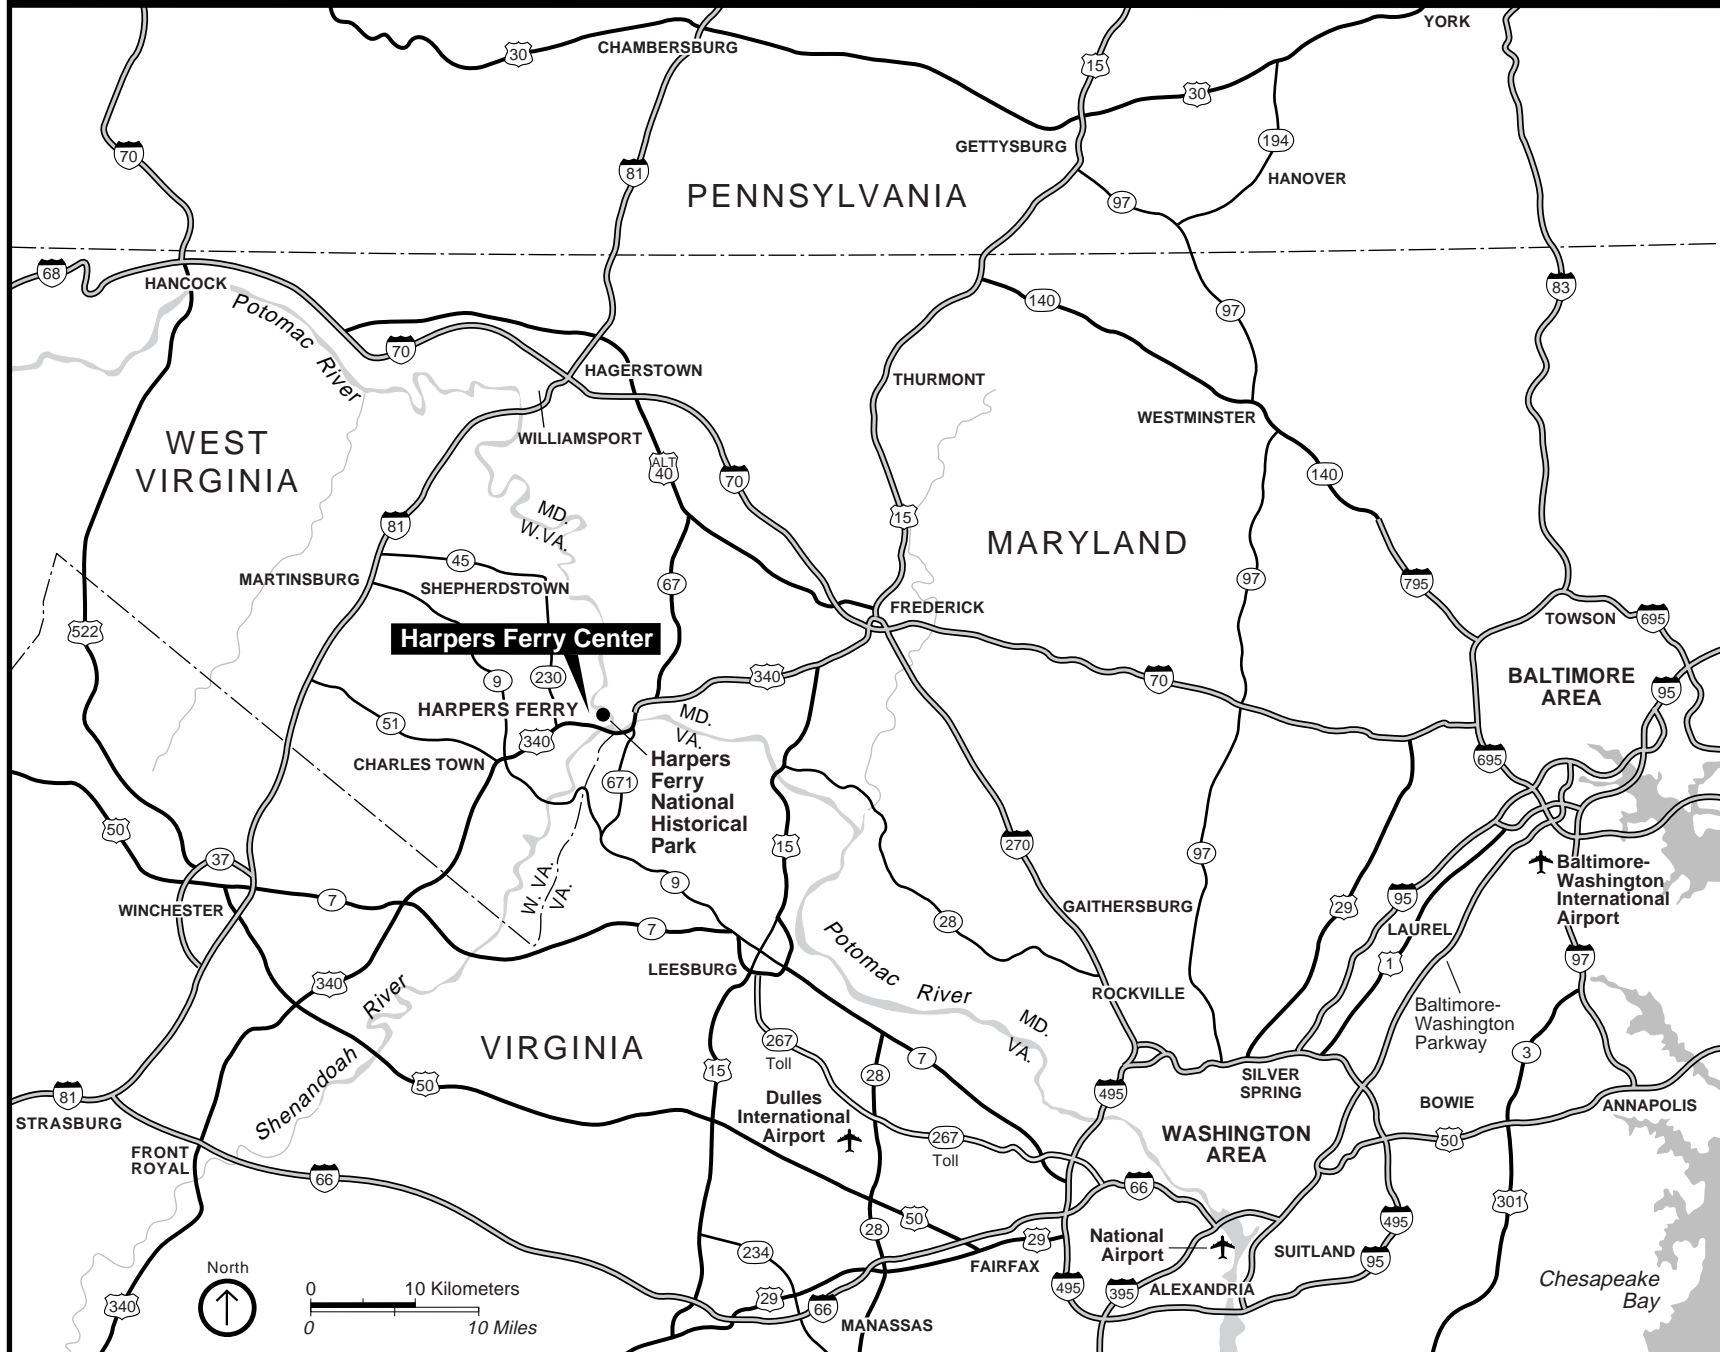 YORK
CHAMBERSBURG
30
15
30
GETTYSBURG
194
70
81
HANOVER
PENNSYLVANIA
97
68
HANCOCK
83
Potomac River
140
97
70
HAGERSTOWN
THURMONT
WESTMINSTER
WILLIAMSPORT
WEST
VIRGINIA
ALT
40
70
140
MD.
W.VA.
81
15
MARYLAND
45
MARTINSBURG
SHEPHERDSTOWN
67
97
795
FREDERICK
TOWSON
695
522
Harpers Ferry Center
9
230
340
70
BALTIMORE
AREA
95
HARPERS FERRY
51
MD.
VA.
340
CHARLES TOWN
Harpers
Ferry
National
Historical
Park
671
695
50
15
270
37
97
Baltimore-
Washington
International
Airport
7
9
W. VA.
VA.
WINCHESTER
GAITHERSBURG
29
95
28
LAUREL
7
Potomac River
LEESBURG
1
97
340
River
Shenandoah
ROCKVILLE
MD.
VA.
Baltimore-
Washington
Parkway
VIRGINIA
267
Toll
7
3
15
28
SILVER
SPRING
50
81
STRASBURG
495
Dulles
International
Airport
BOWIE
ANNAPOLIS
267
Toll
WASHINGTON
AREA
50
FRONT
ROYAL
66
66
301
50
28
495
National
Airport
29
FAIRFAX
SUITLAND
234
95
North
0 10 Kilometers
0 10 Miles
340
29
66
495
395
ALEXANDRIA
MANASSAS
Chesapeake
Bay